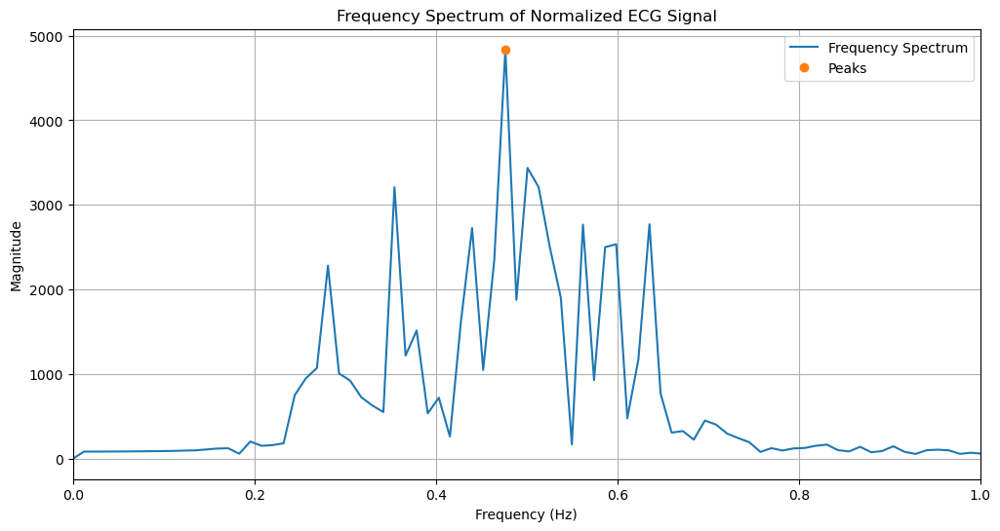 Frequency Spectrum of Normalized ECG Signal
5000
4000
3000
2000
1000
0
Magnitude
Frequency Spectrum
Peaks
0.0 0.2 0.4 0.6 0.8 1.0
Frequency (Hz)